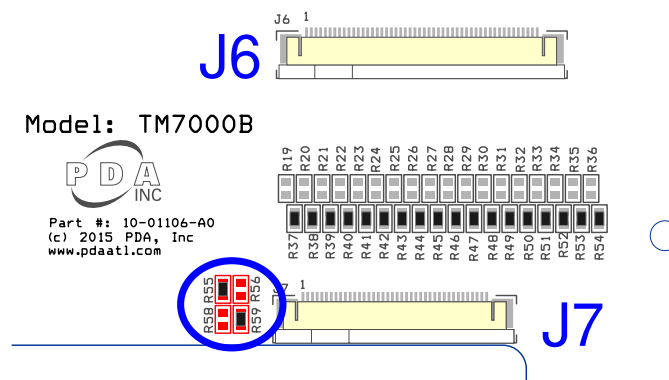 J6 1
J6
Model: TM7000B
PDA
INC
Part #: 10-01106-A0
(c) 2015 PDA, Inc
www.pdaatl.com
R19 R20 R21 R22 R23 R24 R25 R26 R27 R28 R29 R30 R31 R32 R33 R34 R35 R36
R37 R38 R39 R40 R41 R42 R43 R44 R45 R46 R47 R48 R49 R50 R51 R52 R53 R54
R55 R56
R58 R59
J7 1
J7